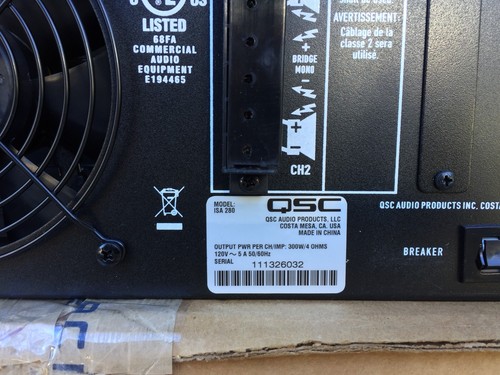 LISTED
68FA
COMMERCIAL
AUDIO
EQUIPMENT
E194465
AVERTISSEMENT:
Câblage de la
classe 2 sera
utilisé.
+
BRIDGE
MONO
+
-
CH2
MODEL:
ISA 280
QSC
QSC AUDIO PRODUCTS, LLC
COSTA MESA, CA. USA
MADE IN CHINA
OUTPUT PWR PER CH/IMP: 300W/4 OHMS
120V ~ 5 A 50/60Hz
SERIAL 111326032
QSC AUDIO PRODUCTS INC. COSTA
BREAKER